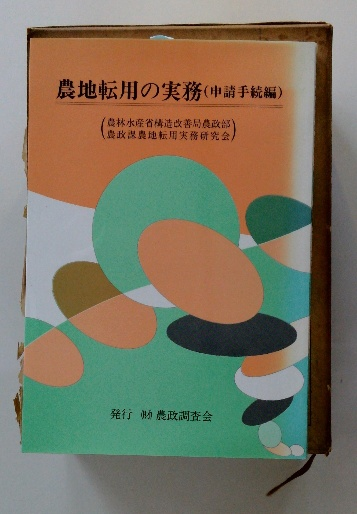 農地転用の実務(申請手続編)
(農林水産省構造改善局農政部
農政課農地転用実務研究会)
発行 ㈶ 農政調査会